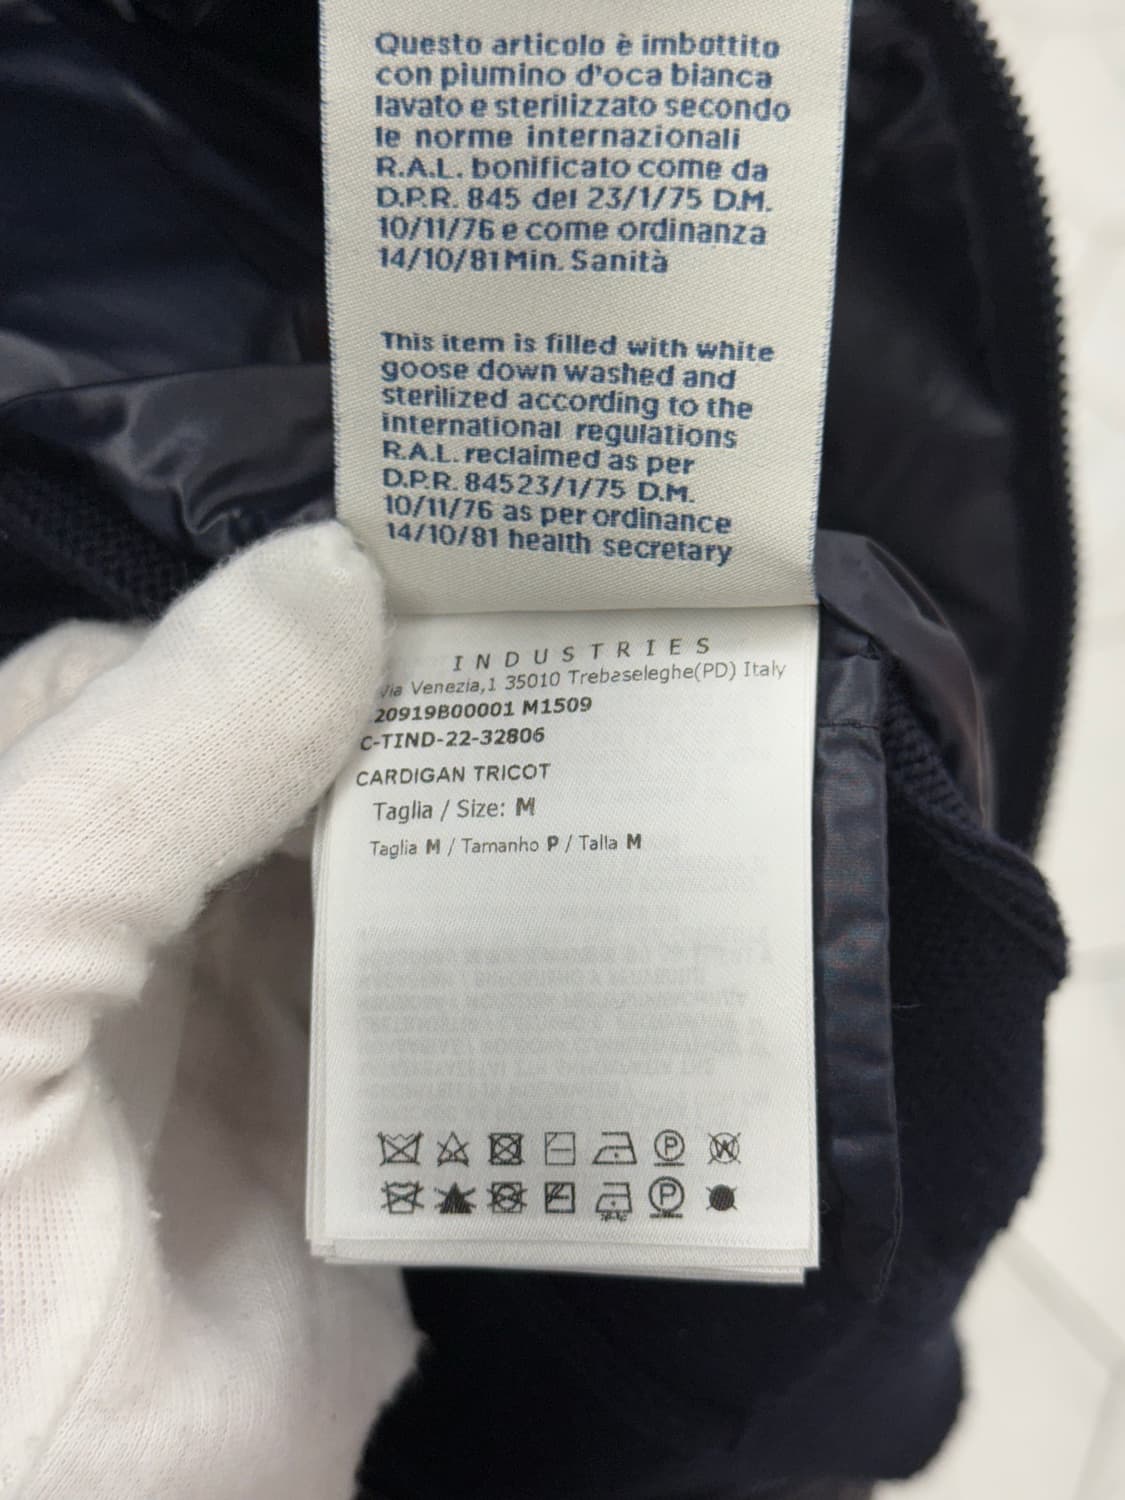 Questo articolo è imbottito
con piumino d'oca bianca
lavato e sterilizzato secondo
le norme internazionali
R.A.L. bonificato come da
D.P.R. 845 del 23/1/75 D.M.
10/11/76 e come ordinanza
14/10/81 Min. Sanità
This item is filled with white
goose down washed and
sterilized according to the
international regulations
R.A.L. reclaimed as per
D.P.R. 84523/1/75 D.M.
10/11/76 as per ordinance
14/10/81 health secretary
INDUSTRIES
Via Venezia,1 35010 Trebaseleghe(PD) Italy
20919B00001 M1509
C-TIND-22-32806
CARDIGAN TRICOT
Taglia / Size: M
Taglia M / Tamanho P / Talla M
P W
P